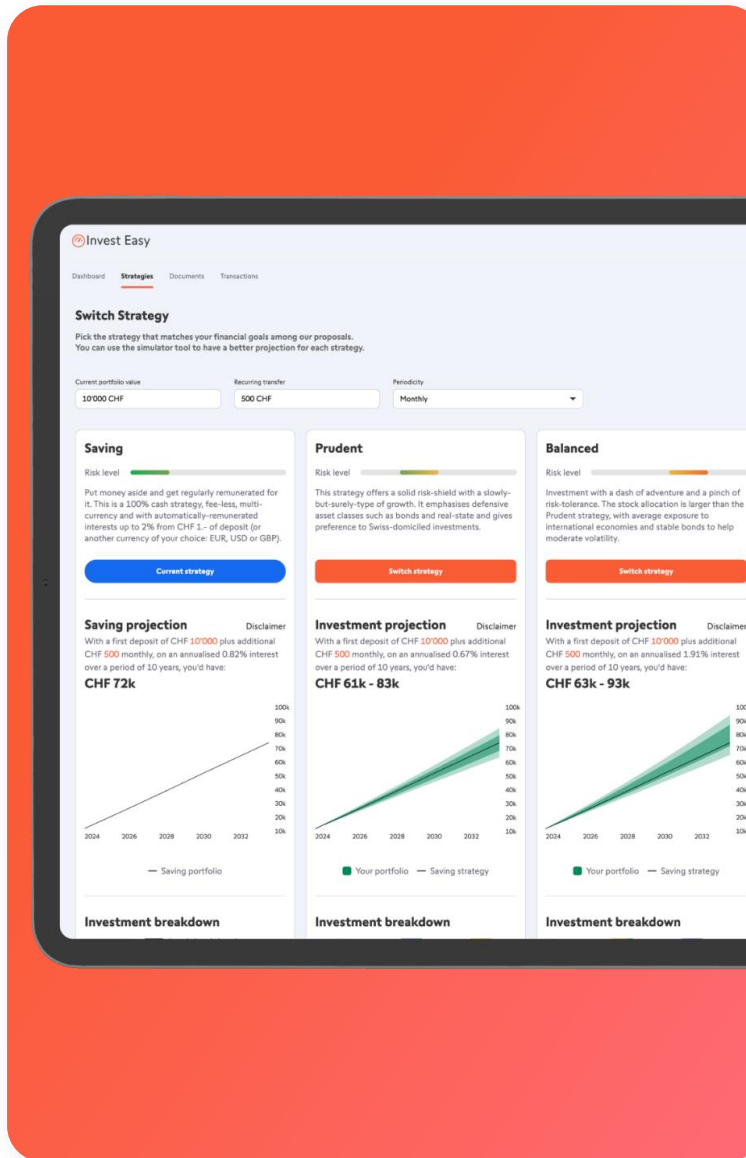 Invest Easy
Dashboard Strategies Documents Transactions
Switch Strategy
Pick the strategy that matches your financial goals among our proposals.
You can use the simulator tool to have a better projection for each strategy.
Current portfolio value
10'000 CHF
Recurring transfer
500 CHF
Periodicity
Monthly
Saving
Risk level
Put money aside and get regularly remunerated for
it. This is a 100% cash strategy, fee-less, multi-
currency and with automatically-remunerated
interests up to 2% from CHF 1.- of deposit (or
another currency of your choice: EUR, USD or GBP).
Current strategy
Saving projection Disclaimer
With a first deposit of CHF 10'000 plus additional
CHF 500 monthly, on an annualised 0.82% interest
over a period of 10 years, you'd have:
CHF 72k
100k
90k
80k
70k
60k
50k
40k
30k
20k
10k
2024 2026 2028 2030 2032
Saving portfolio
Investment breakdown
Prudent
Risk level
This strategy offers a solid risk-shield with a slowly-
but-surely-type of growth. It emphasises defensive
asset classes such as bonds and real-state and gives
preference to Swiss-domiciled investments.
Switch strategy
Investment projection Disclaimer
With a first deposit of CHF 10'000 plus additional
CHF 500 monthly, on an annualised 0.67% interest
over a period of 10 years, you'd have:
CHF 61k - 83k
100k
90k
80k
70k
60k
50k
40k
30k
20k
10k
2024 2026 2028 2030 2032
Your portfolio Saving strategy
Investment breakdown
Balanced
Risk level
Investment with a dash of adventure and a pinch of
risk-tolerance. The stock allocation is larger than the
Prudent strategy, with average exposure to
international economies and stable bonds to help
moderate volatility.
Switch strategy
Investment projection Disclaimer
With a first deposit of CHF 10'000 plus additional
CHF 500 monthly, on an annualised 1.91% interest
over a period of 10 years, you'd have:
CHF 63k - 93k
2024 2026 2028 2030 2032
Your portfolio Saving strategy
Investment breakdown